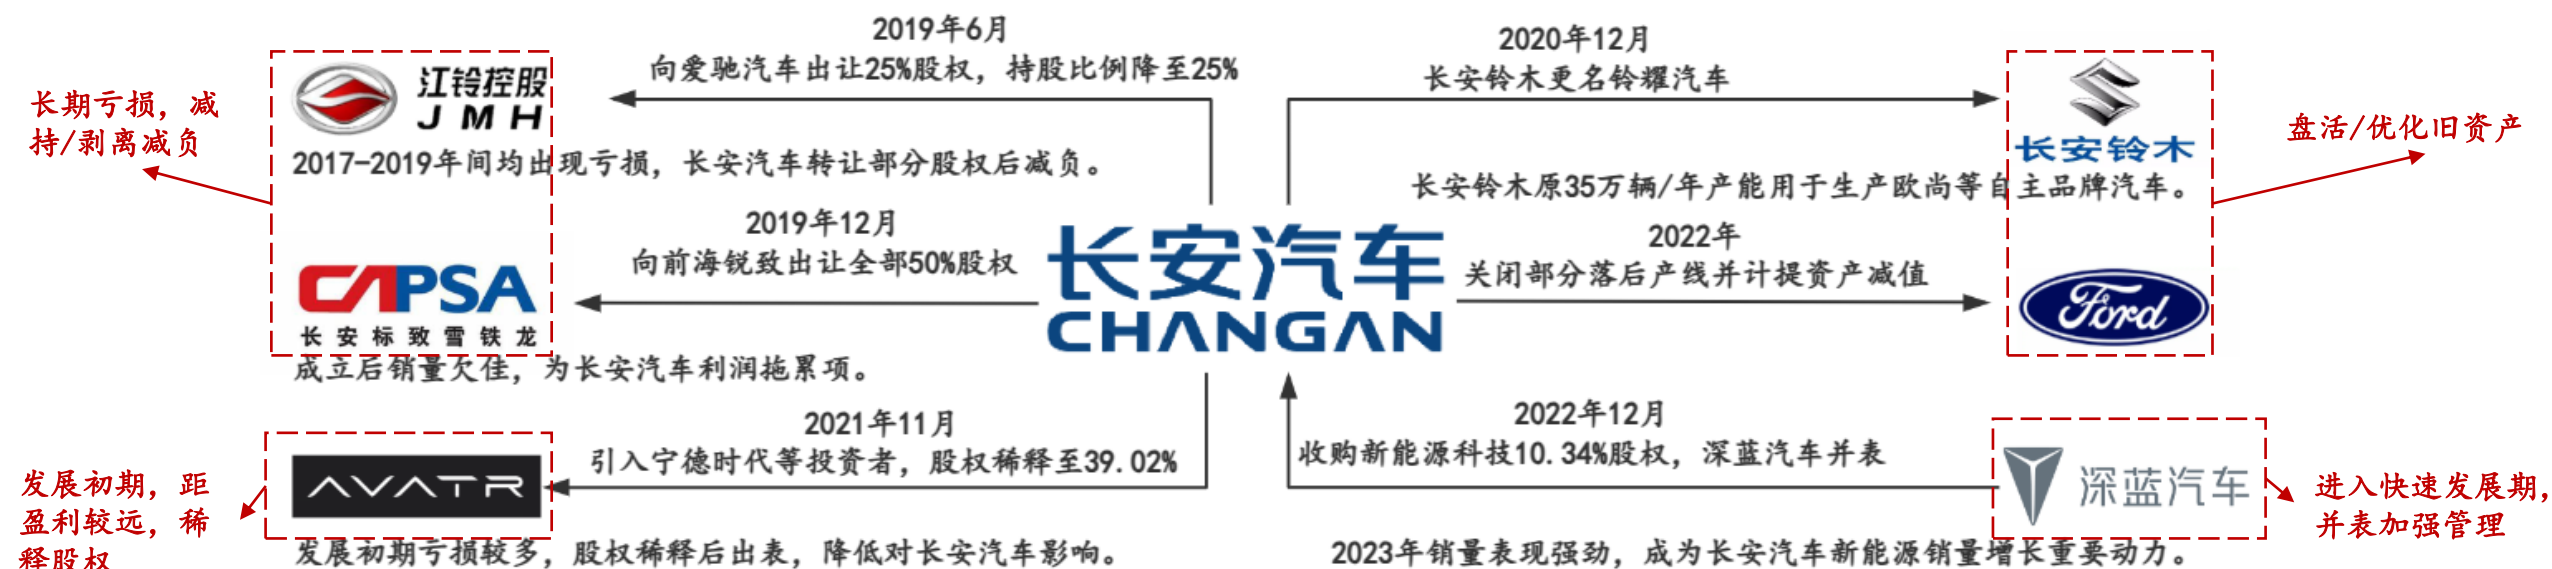 长期亏损，减
持/剥离减负
江铃控股
JMH
2019年6月
向爱驰汽车出让25%股权，持股比例降至25%
2017-2019年间均出现亏损，长安汽车转让部分股权后减负。
CAPSA
长安标致雪铁龙
2019年12月
向前海锐致出让全部50%股权
成立后销量欠佳，为长安汽车利润拖累项。
发展初期，距
盈利较远，稀
释股权
AVATR
2021年11月
引入宁德时代等投资者，股权稀释至39.02%
发展初期亏损较多，股权稀释后出表，降低对长安汽车影响。
长安汽车
CHANGAN
2020年12月
长安铃木更名铃耀汽车
长安铃木
长安铃木原35万辆/年产能用于生产欧尚等自主品牌汽车。
盘活/优化旧资产
2022年
关闭部分落后产线并计提资产减值
Ford
2022年12月
收购新能源科技10.34%股权，深蓝汽车并表
深蓝汽车
2023年销量表现强劲，成为长安汽车新能源销量增长重要动力。
进入快速发展期，
并表加强管理